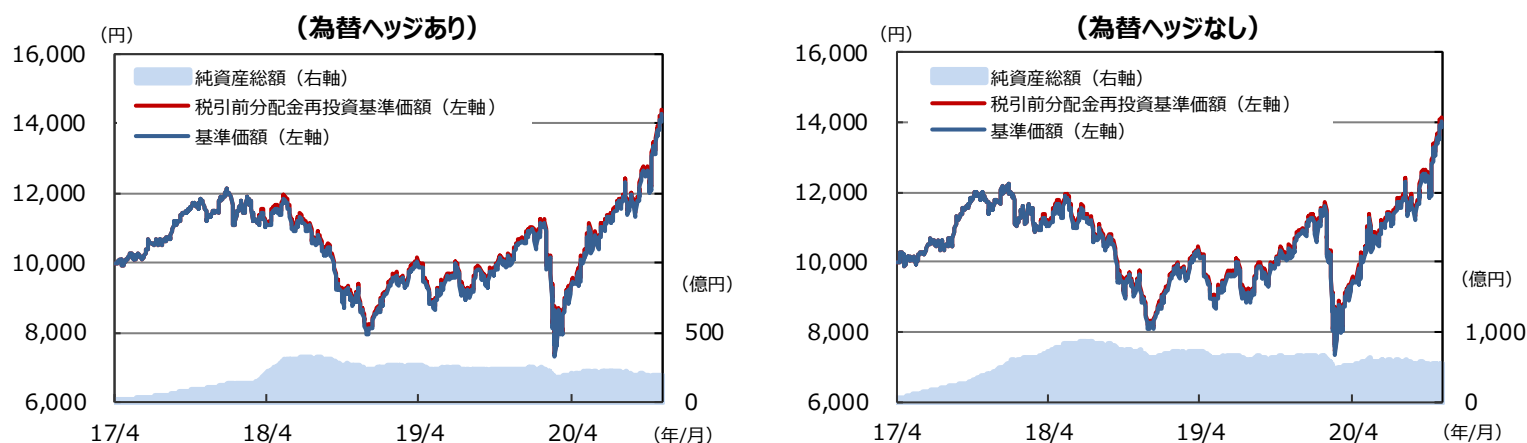 (為替ヘッジあり)
(円)
16,000
14,000
12,000
10,000
8,000
6,000
純資産総額(右軸)
税引前分配金再投資基準価額(左軸)
基準価額(左軸)
(億円)
500
0
17/4 18/4 19/4 20/4 (年/月)
(為替ヘッジなし)
(円)
16,000
14,000
12,000
10,000
8,000
6,000
純資産総額(右軸)
税引前分配金再投資基準価額(左軸)
基準価額(左軸)
(億円)
1,000
0
17/4 18/4 19/4 20/4 (年/月)